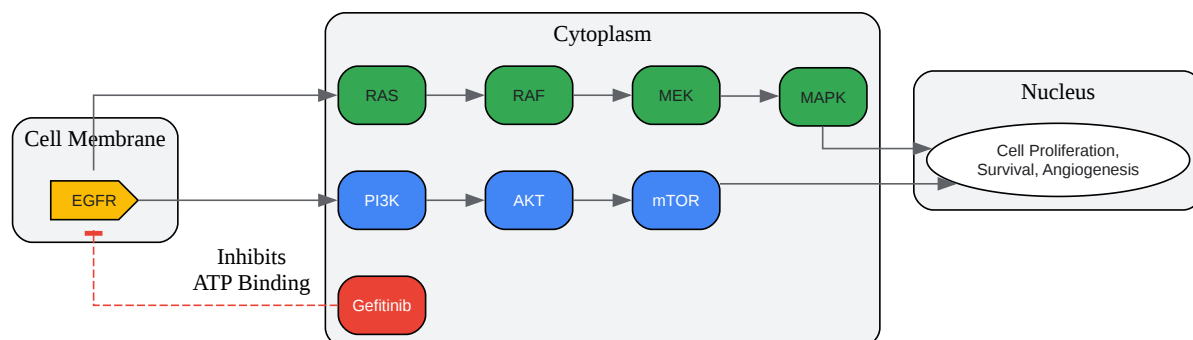 Cytoplasm
RAS
RAF
MEK
MAPK
Nucleus
Cell Membrane
Cell Proliferation,
Survival, Angiogenesis
EGFR
PI3K
AKT
mTOR
Inhibits
ATP Binding
Gefitinib